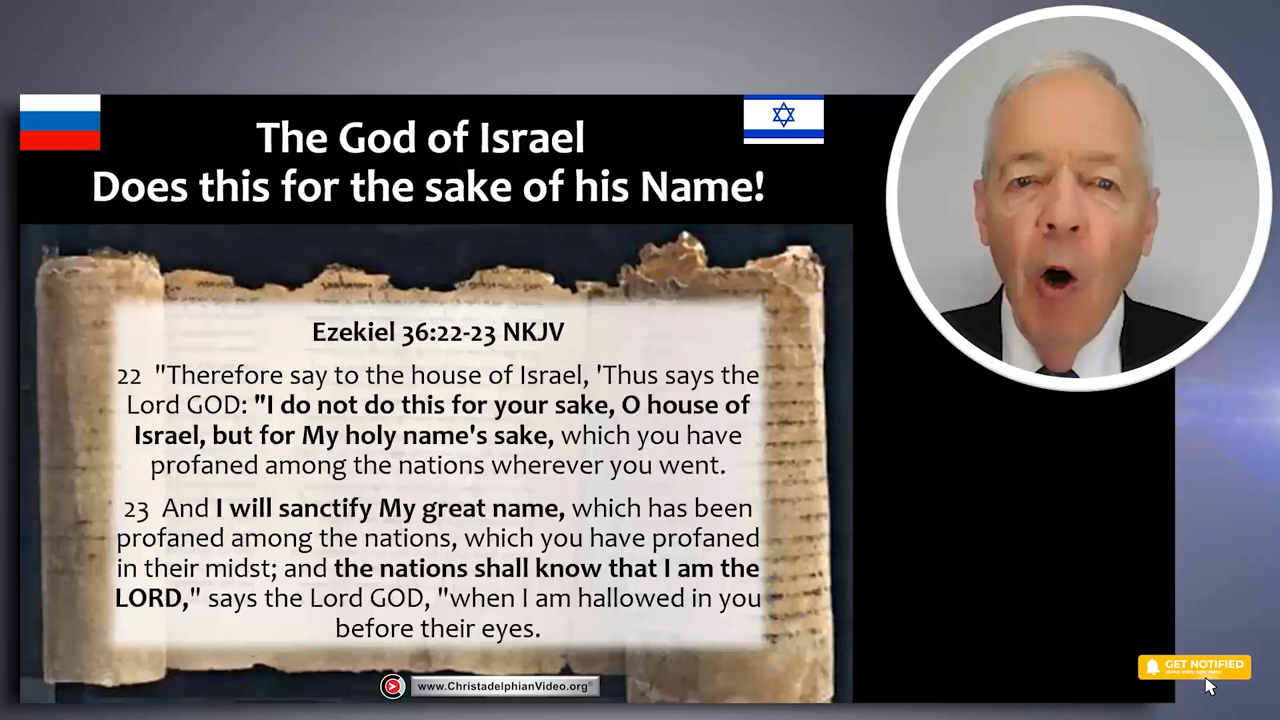 The God of Israel
Does this for the sake of his Name!
Ezekiel 36:22-23 NKJV
22 "Therefore say to the house of Israel, 'Thus says the
Lord GOD: "I do not do this for your sake, O house of
Israel, but for My holy name's sake, which you have
profaned among the nations wherever you went.
23 And I will sanctify My great name, which has been
profaned among the nations, which you have profaned
in their midst; and the nations shall know that I am the
LORD," says the Lord GOD, "when I am hallowed in you
before their eyes.
www.ChristadelphianVideo.org
GET NOTIFIED
about every new video